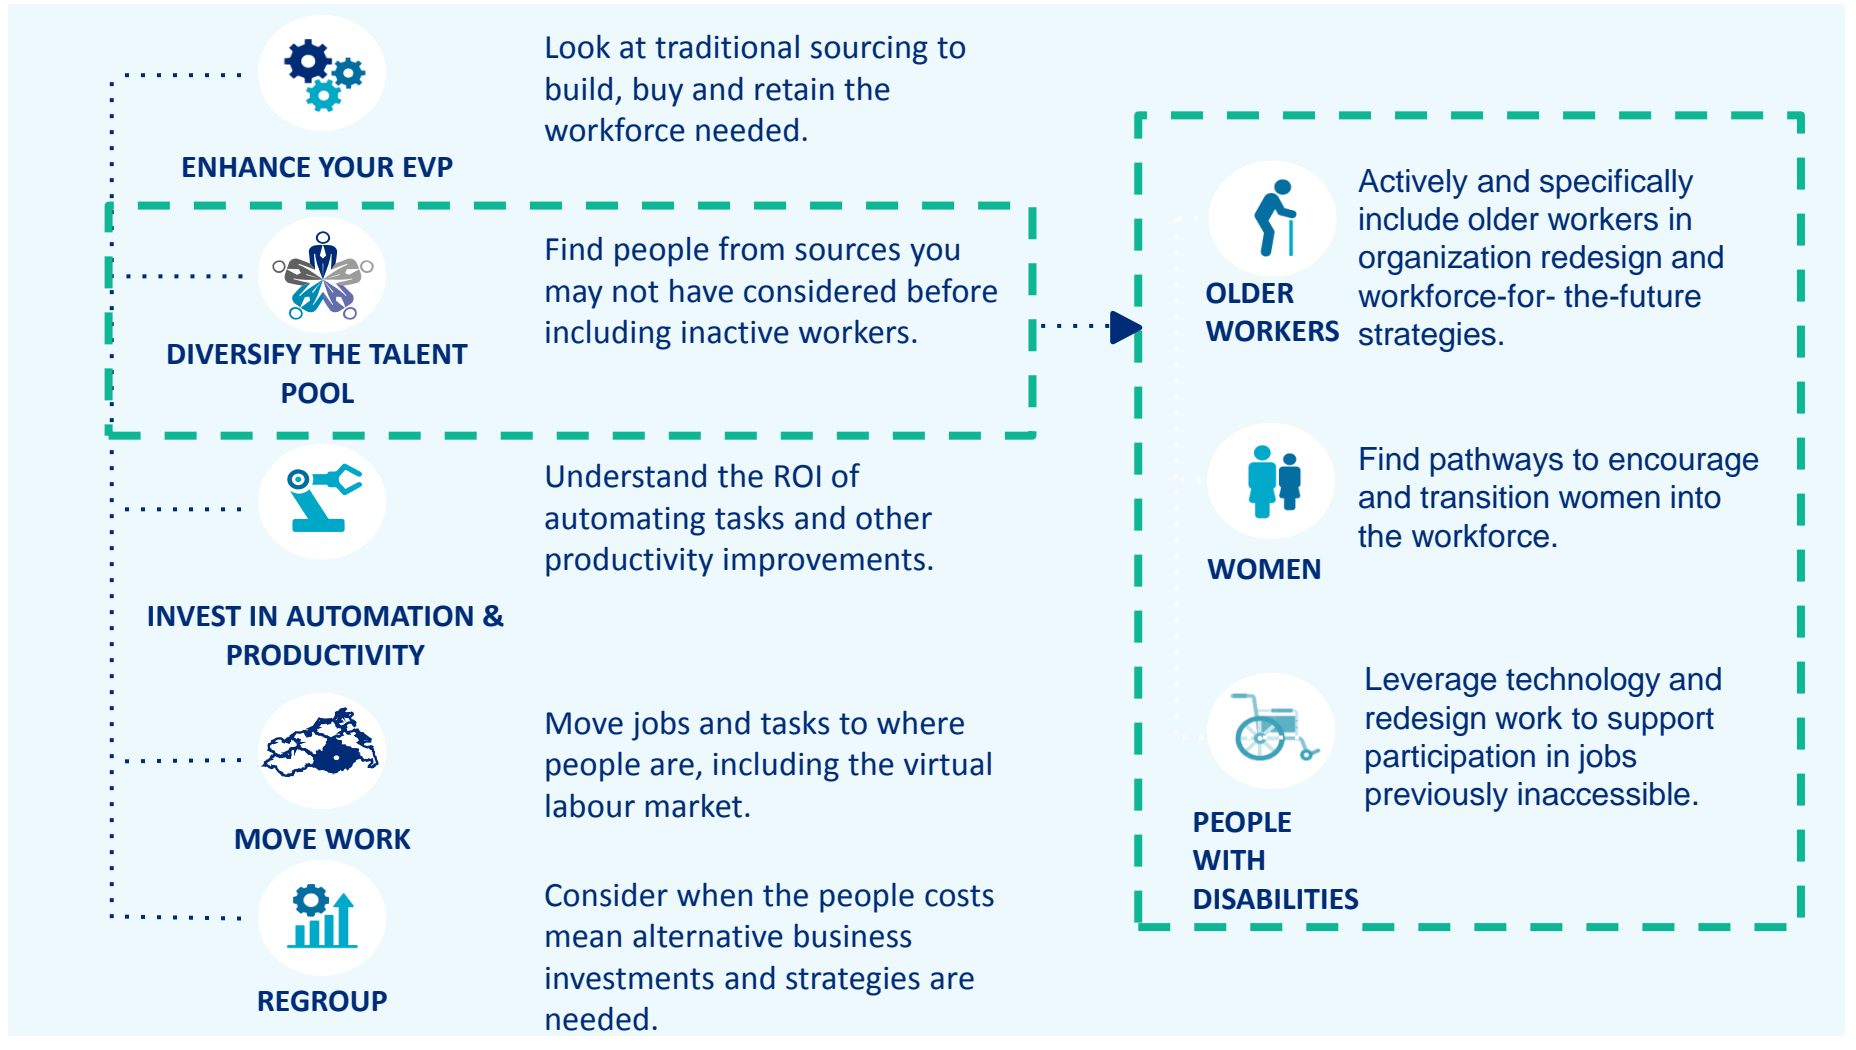 Look at traditional sourcing to
build, buy and retain the
workforce needed.
ENHANCE YOUR EVP
Find people from sources you
may not have considered before
including inactive workers.
DIVERSIFY THE TALENT
POOL
Understand the ROI of
automating tasks and other
productivity improvements.
INVEST IN AUTOMATION &
PRODUCTIVITY
Move jobs and tasks to where
people are, including the virtual
labour market.
MOVE WORK
Consider when the people costs
mean alternative business
investments and strategies are
needed.
REGROUP
Actively and specifically
include older workers in
organization redesign and
workforce-for- the-future
strategies.
OLDER
WORKERS
Find pathways to encourage
and transition women into
the workforce.
WOMEN
Leverage technology and
redesign work to support
participation in jobs
previously inaccessible.
PEOPLE
WITH
DISABILITIES